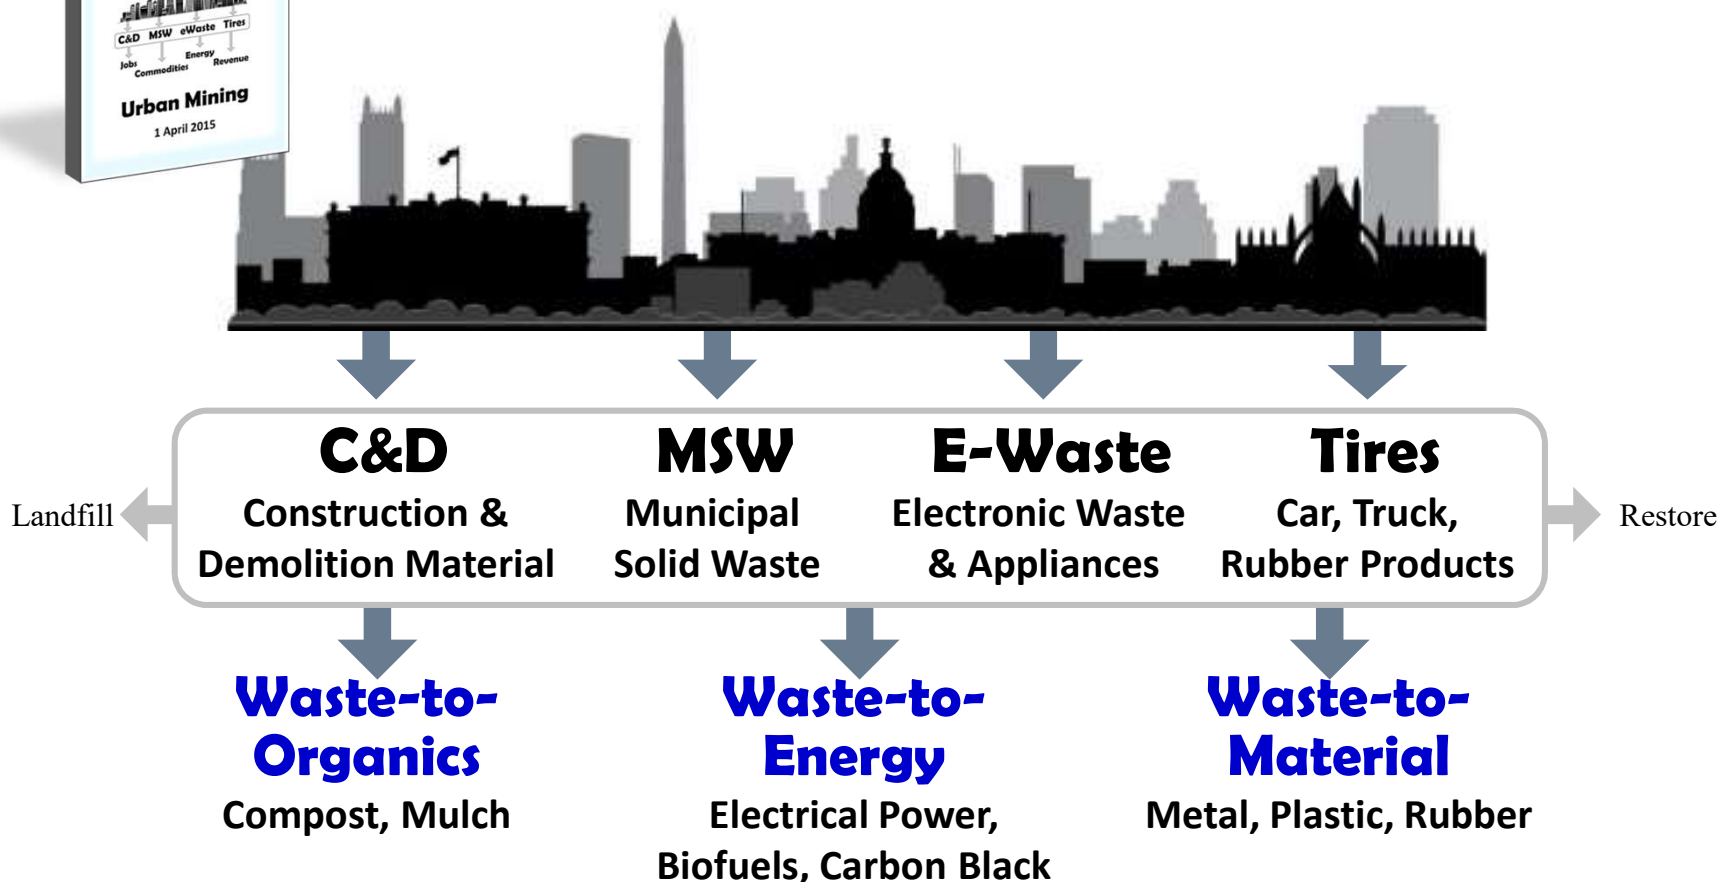 C&D MSW eWaste Tires
Jobs
Commodities
Energy
Revenue
Urban Mining
1 April 2015
C&D
Construction &
Demolition Material
MSW
Municipal
Solid Waste
E-Waste
Electronic Waste
& Appliances
Tires
Car, Truck,
Rubber Products
Landfill
Restore
Waste-to-
Organics
Compost, Mulch
Waste-to-
Energy
Electrical Power,
Biofuels, Carbon Black
Waste-to-
Material
Metal, Plastic, Rubber